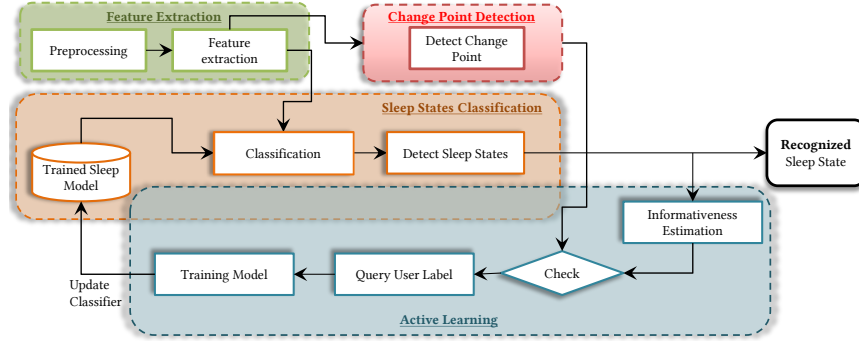 Feature Extraction
Preprocessing
Feature
extraction
Change Point Detection
Detect Change
Point
Sleep States Classification
Trained Sleep
Model
Classification
Detect Sleep States
Recognized
Sleep State
Informativeness
Estimation
Check
Query User Label
Training Model
Update
Classifier
Active Learning